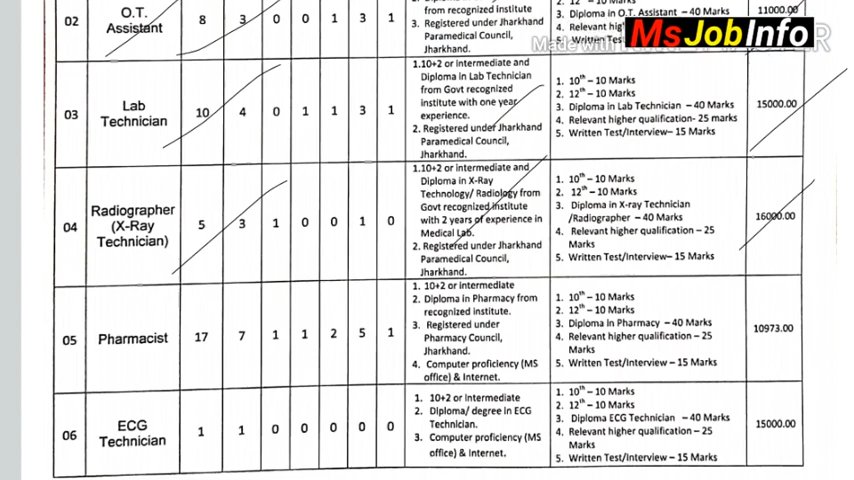 from recognized institute
02 O.T. Assistant 8 3 0 0 1 3 1
3. Registered under Jharkhand
Paramedical Council,
Jharkhand.
3. Diploma in O.T. Assistant – 40 Marks
4. Relevant hig
5. Written Test
11000.00
MsJobInfo
Made with
03 Lab Technician 10 4 0 1 1 3 1
1.10+2 or intermediate and
Diploma in Lab Technician
from Govt recognized
institute with one year
experience.
2. Registered under Jharkhand
Paramedical Council,
Jharkhand.
1. 10th – 10 Marks
2. 12th – 10 Marks
3. Diploma in Lab Technician – 40 Marks
4. Relevant higher qualification- 25 marks
5. Written Test/Interview– 15 Marks
15000.00
04 Radiographer (X-Ray Technician) 5 3 1 0 0 1 0
1.10+2 or intermediate and
Diploma in X-Ray
Technology/ Radiology from
Govt recognized institute
with 2 years of experience in
Medical Lab.
2. Registered under Jharkhand
Paramedical Council,
Jharkhand.
1. 10th – 10 Marks
2. 12th – 10 Marks
3. Diploma in X-ray Technician
/Radiographer – 40 Marks
4. Relevant higher qualification – 25
Marks
5. Written Test/Interview– 15 Marks
16000.00
05 Pharmacist 17 7 1 1 2 5 1
1. 10+2 or intermediate
2. Diploma in Pharmacy from
recognized institute.
3. Registered under
Pharmacy Council,
Jharkhand.
4. Computer proficiency (MS
office) & Internet.
1. 10th – 10 Marks
2. 12th – 10 Marks
3. Diploma in Pharmacy – 40 Marks
4. Relevant higher qualification – 25
Marks
5. Written Test/Interview – 15 Marks
10973.00
06 ECG Technician 1 1 0 0 0 0 0
1. 10+2 or Intermediate
2. Diploma/ degree in ECG
Technician.
3. Computer proficiency (MS
office) & Internet.
1. 10th – 10 Marks
2. 12th – 10 Marks
3. Diploma ECG Technician – 40 Marks
4. Relevant higher qualification – 25
Marks
5. Written Test/Interview – 15 Marks
15000.00